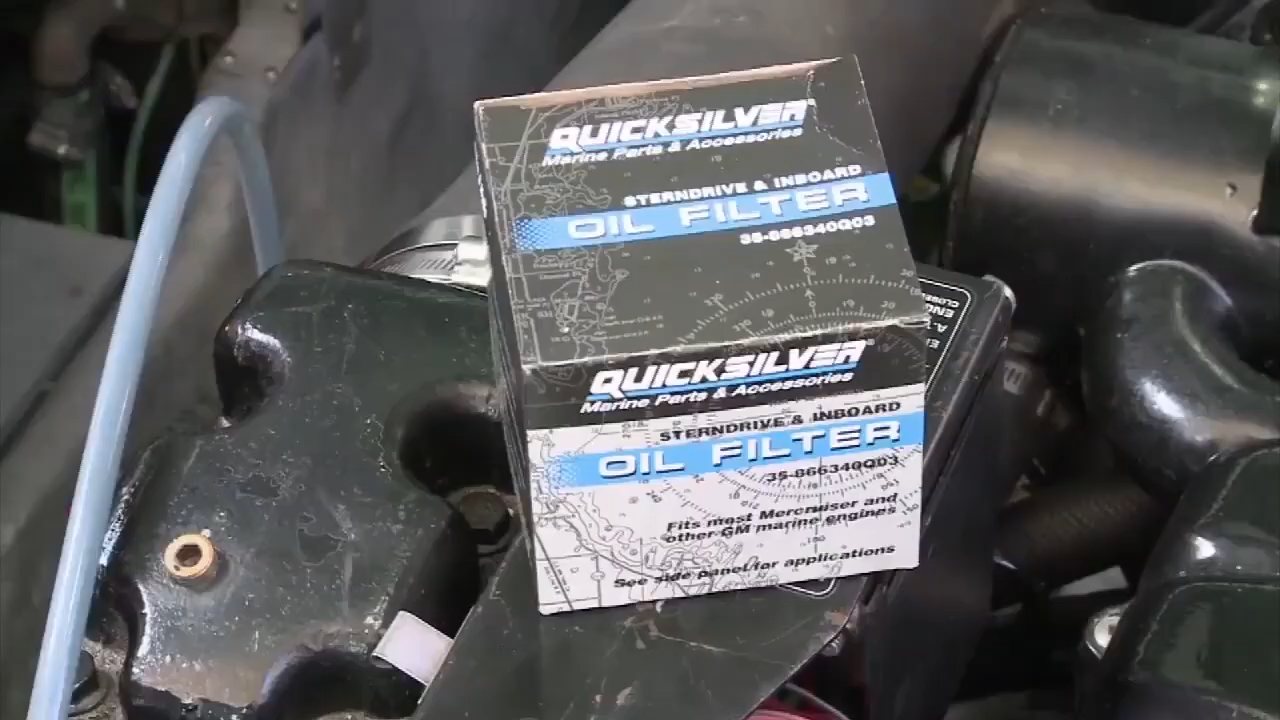 QUICKSILVER
Marine Parts & Accessories
STERNDRIVE & INBOARD
OIL FILTER
35-866340Q03
QUICKSILVER
Marine Parts & Accessories
STERNDRIVE & INBOARD
OIL FILTER
35-866340Q03
Fits most Mercruiser and
other GM marine engines
See side panel for applications